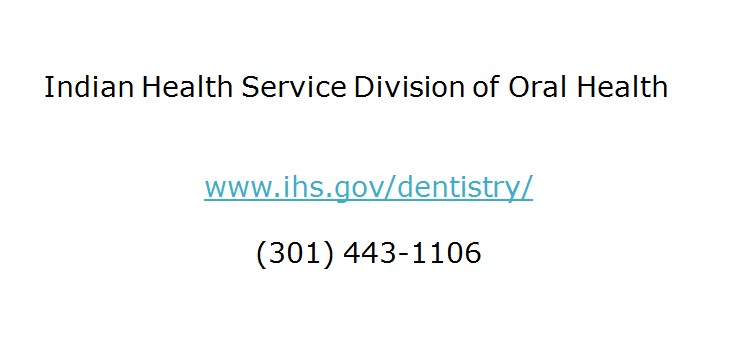 Indian Health Service Division of Oral Health
www.ihs.gov/dentistry/
(301) 443-1106